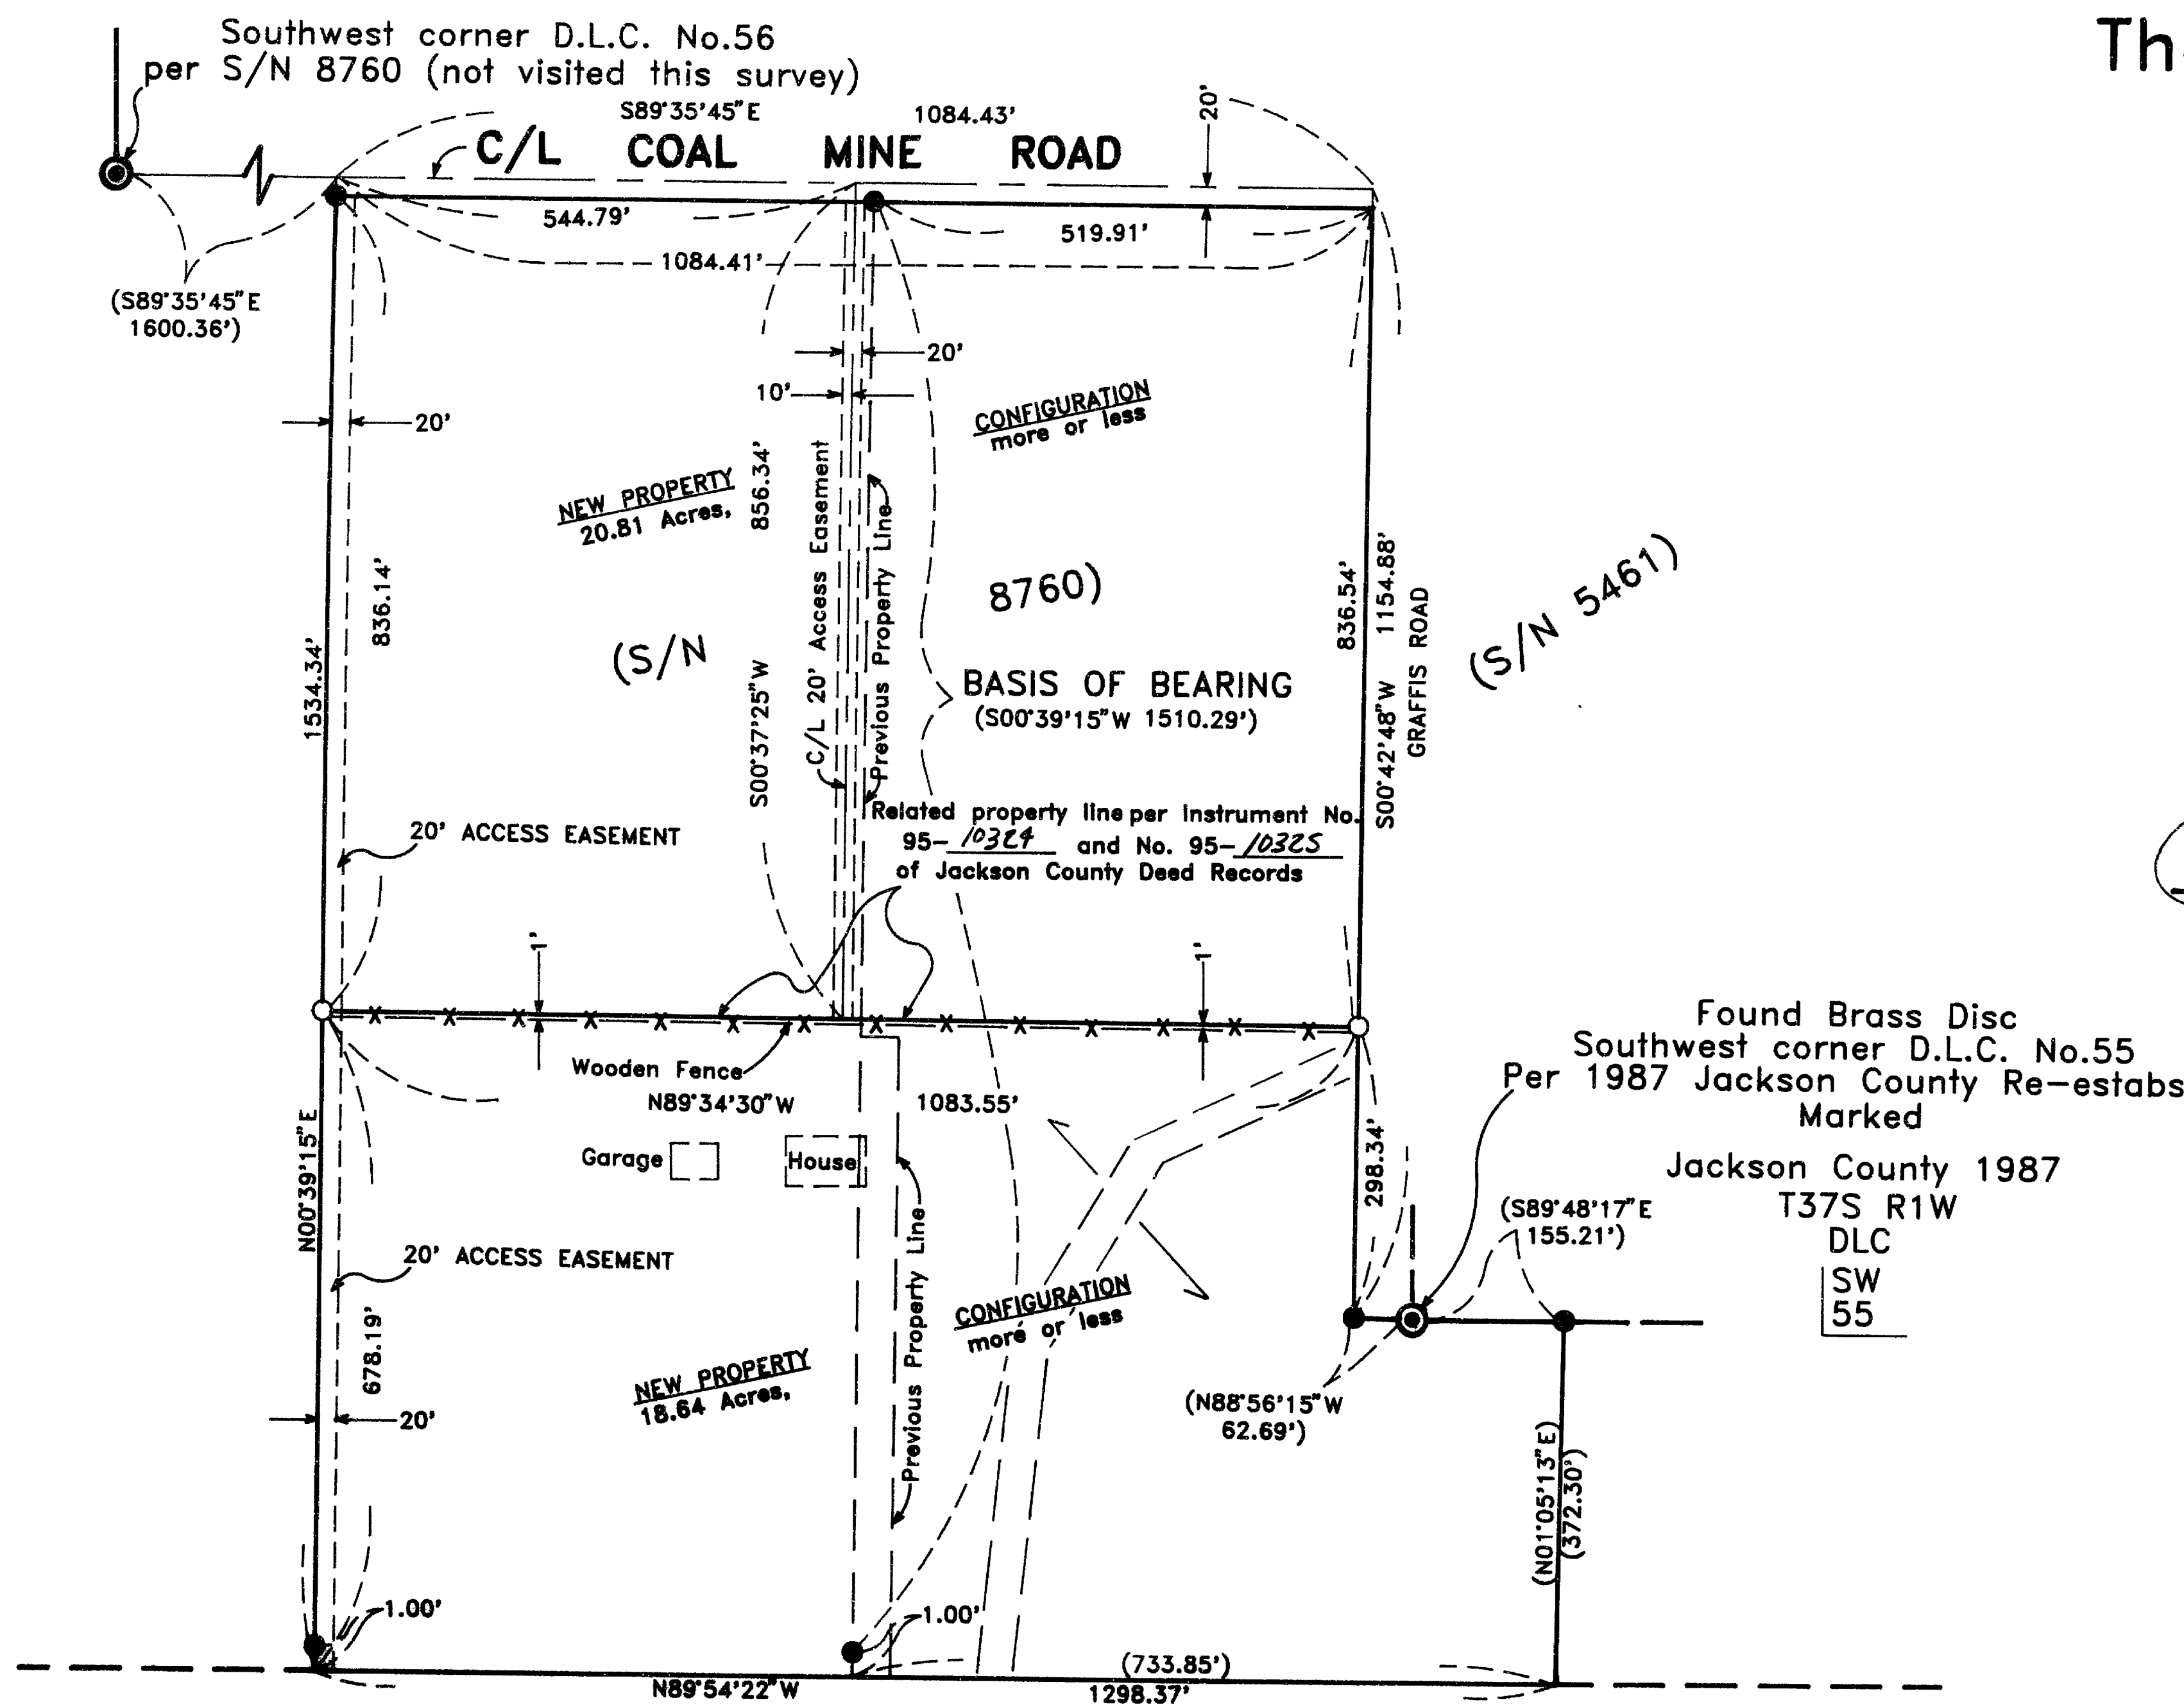 Southwest corner D.L.C. No.56
per S/N 8760 (not visited this survey)
Th
S89°35'45"E 1084.43'
20'
C/L COAL MINE ROAD
544.79'
519.91'
1084.41'
(S89°35'45"E
1600.36')
20'
10'
20'
CONFIGURATION
more or less
NEW PROPERTY
20.81 Acres,
856.34'
S00°37'25"W
C/L 20' Access Easement
Previous Property Line
836.14'
1534.34'
(S/N 8760)
BASIS OF BEARING
(S00°39'15"W 1510.29')
836.54'
S00°42'48"W 1154.88'
GRAFFIS ROAD
(S/N 5461)
Related property line per Instrument No.
95-10324 and No. 95-10325
of Jackson County Deed Records
20' ACCESS EASEMENT
1'
1'
Wooden Fence
N89°34'30"W 1083.55'
Found Brass Disc
Southwest corner D.L.C. No.55
Per 1987 Jackson County Re-estabs
Marked
Jackson County 1987
T37S R1W
DLC
SW
55
Garage
House
N00°39'15"E
298.34'
(S89°48'17"E
155.21')
20' ACCESS EASEMENT
678.19'
Previous Property Line
CONFIGURATION
more or less
NEW PROPERTY
18.64 Acres,
20'
(N88°56'15"W
62.69')
(N01°05'13"E)
(372.30')
1.00'
1.00'
(733.85')
N89°54'22"W 1298.37'